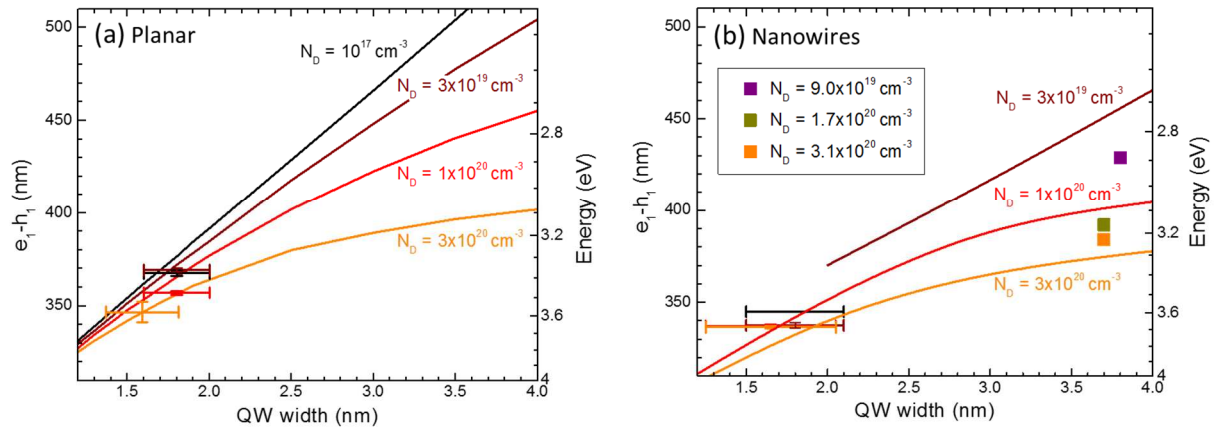 (a) Planar
N_D = 10^17 cm^-3
N_D = 3x10^19 cm^-3
N_D = 1x10^20 cm^-3
N_D = 3x10^20 cm^-3
500
450
400
350
e_1-h_1 (nm)
2.8
3.2
3.6
4
Energy (eV)
1.5 2.0 2.5 3.0 3.5 4.0
QW width (nm)
(b) Nanowires
N_D = 9.0x10^19 cm^-3
N_D = 1.7x10^20 cm^-3
N_D = 3.1x10^20 cm^-3
N_D = 3x10^19 cm^-3
N_D = 1x10^20 cm^-3
N_D = 3x10^20 cm^-3
500
450
400
350
e_1-h_1 (nm)
2.8
3.2
3.6
4
Energy (eV)
1.5 2.0 2.5 3.0 3.5 4.0
QW width (nm)